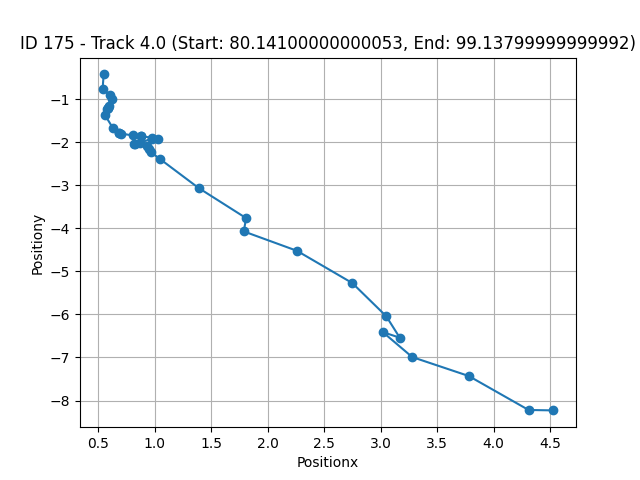 ID 175 - Track 4.0 (Start: 80.14100000000053, End: 99.13799999999992)
−1
−2
−3
−4
−5
−6
−7
−8
Positiony
0.5 1.0 1.5 2.0 2.5 3.0 3.5 4.0 4.5
Positionx